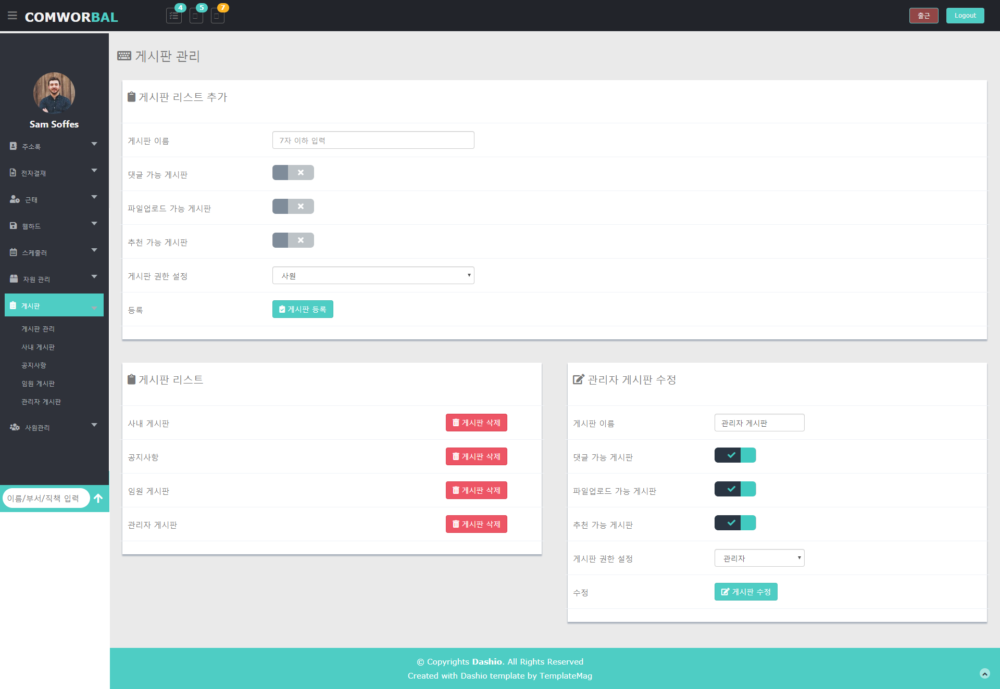 COMWORBAL
4
5
7
출근
Logout
Sam Soffes
주소록
전자결재
근태
웹하드
스케줄러
자원 관리
게시판
게시판 관리
사내 게시판
공지사항
임원 게시판
관리자 게시판
사원관리
이름/부서/직책 입력
게시판 관리
게시판 리스트 추가
게시판 이름
7자 이하 입력
댓글 가능 게시판
파일업로드 가능 게시판
추천 가능 게시판
게시판 권한 설정
사원
등록
게시판 등록
게시판 리스트
사내 게시판
게시판 삭제
공지사항
게시판 삭제
임원 게시판
게시판 삭제
관리자 게시판
게시판 삭제
관리자 게시판 수정
게시판 이름
관리자 게시판
댓글 가능 게시판
파일업로드 가능 게시판
추천 가능 게시판
게시판 권한 설정
관리자
수정
게시판 수정
© Copyrights Dashio. All Rights Reserved
Created with Dashio template by TemplateMag